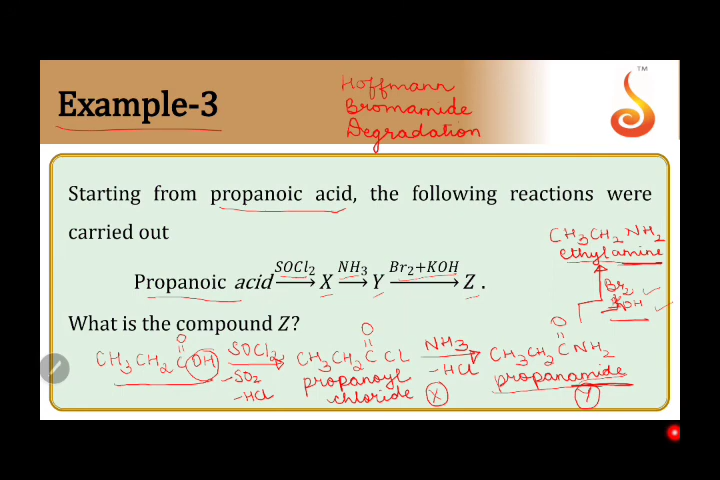 TM
Hoffmann
Bromamide
Degradation
Example-3
Starting from propanoic acid, the following reactions were
carried out
CH₃CH₂NH₂
ethylamine
Propanoic acid —SOCl₂→ X —NH₃→ Y —Br₂+KOH→ Z .
Br₂
KOH
What is the compound Z?
O
CH₃CH₂COH
SOCl₂
-SO₂
-HCl
O
CH₃CH₂CCl
propanoyl
chloride
X
NH₃
-HCl
O
CH₃CH₂CNH₂
propanamide
Y